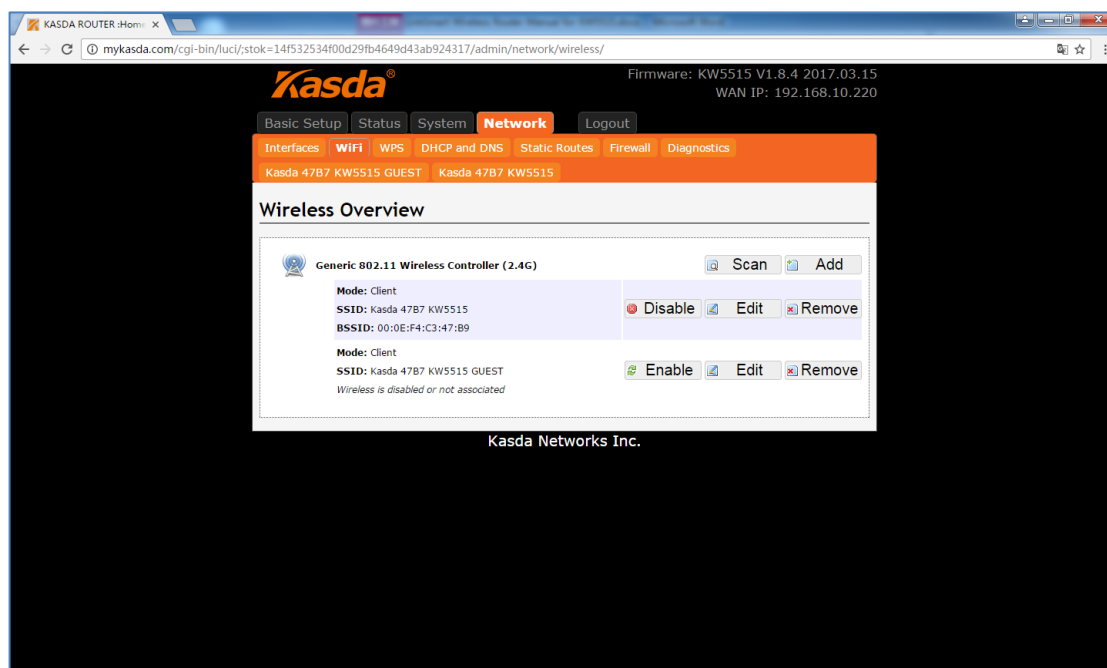 KASDA ROUTER :Home
mykasda.com/cgi-bin/luci/;stok=14f532534f00d29fb4649d43ab924317/admin/network/wireless/
Kasda®
Firmware: KW5515 V1.8.4 2017.03.15
WAN IP: 192.168.10.220
Basic Setup Status System Network Logout
Interfaces WiFi WPS DHCP and DNS Static Routes Firewall Diagnostics
Kasda 47B7 KW5515 GUEST Kasda 47B7 KW5515
Wireless Overview
Generic 802.11 Wireless Controller (2.4G) Scan Add
Mode: Client
SSID: Kasda 47B7 KW5515 Disable Edit Remove
BSSID: 00:0E:F4:C3:47:B9
Mode: Client
SSID: Kasda 47B7 KW5515 GUEST Enable Edit Remove
Wireless is disabled or not associated
Kasda Networks Inc.